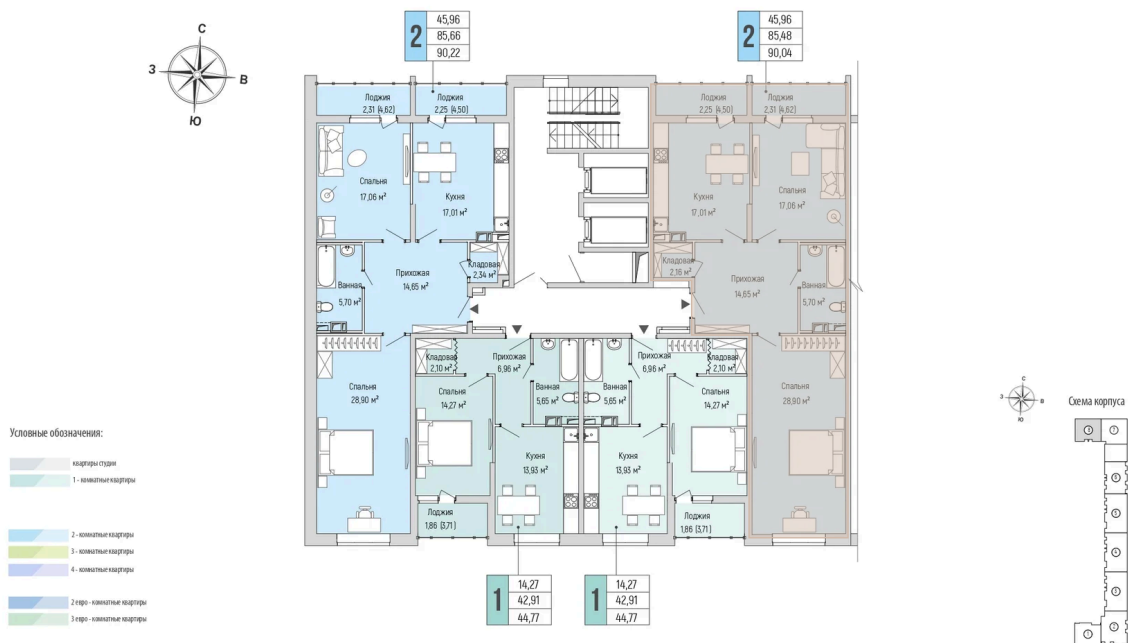 2
45,96
85,66
90,22
2
45,96
85,48
90,04
С
З
В
Ю
Лоджия
2,31 (4,62)
Лоджия
2,25 (4,50)
Лоджия
2,25 (4,50)
Лоджия
2,31 (4,62)
Спальня
17,06 м²
Кухня
17,01 м²
Кухня
17,01 м²
Спальня
17,06 м²
Ванная
5,70 м²
Прихожая
14,65 м²
Кладовая
2,34 м²
Кладовая
2,16 м²
Прихожая
14,65 м²
Ванная
5,70 м²
Спальня
28,90 м²
Кладовая
2,10 м²
Прихожая
6,96 м²
Ванная
5,65 м²
Ванная
5,65 м²
Прихожая
6,96 м²
Кладовая
2,10 м²
Спальня
14,27 м²
Спальня
14,27 м²
Спальня
28,90 м²
Кухня
13,93 м²
Кухня
13,93 м²
Лоджия
1,86 (3,71)
Лоджия
1,86 (3,71)
1
14,27
42,91
44,77
1
14,27
42,91
44,77
Условные обозначения:
квартиры студии
1 - комнатные квартиры
2 - комнатные квартиры
3 - комнатные квартиры
4 - комнатные квартиры
2 евро - комнатные квартиры
3 евро - комнатные квартиры
С
З
В
Ю
Схема корпуса
8
7
6
5
4
3
2
1